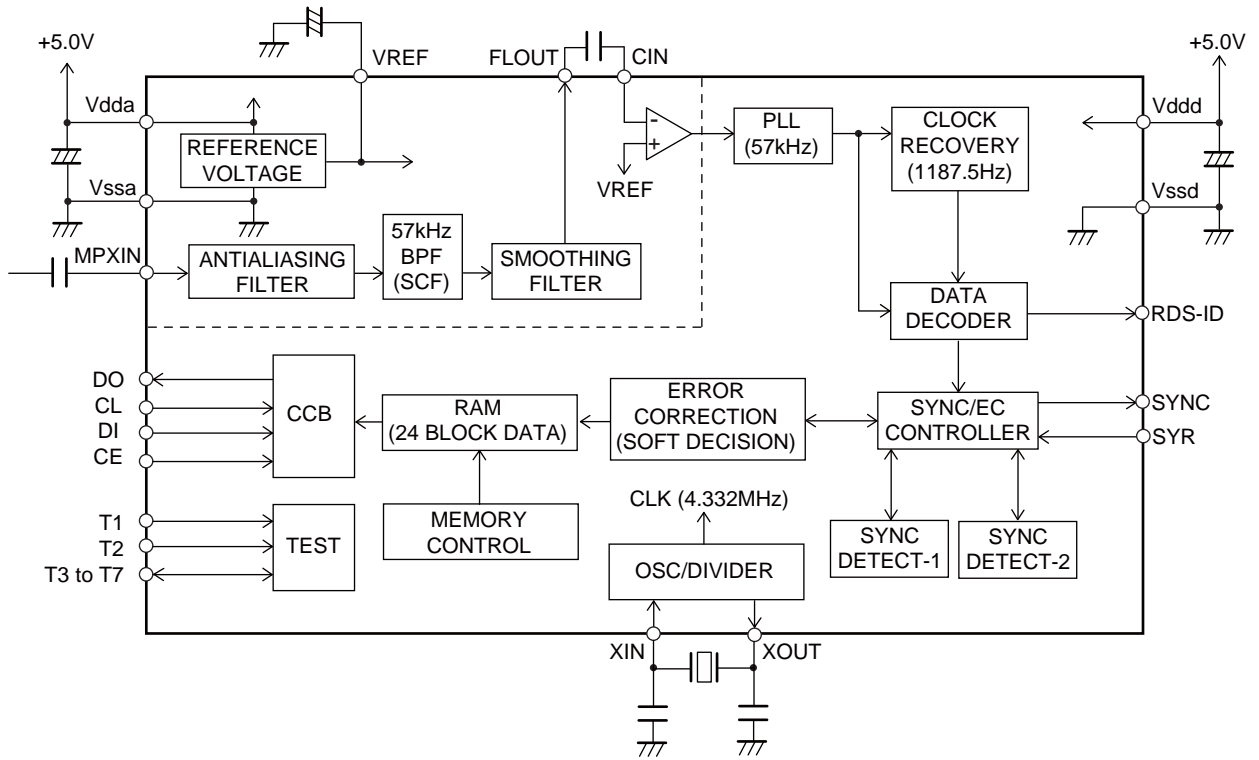 +5.0V
VREF
FLOUT
CIN
+5.0V
Vdda
REFERENCE
VOLTAGE
Vssa
-
+
VREF
PLL
(57kHz)
CLOCK
RECOVERY
(1187.5Hz)
Vddd
Vssd
MPXIN
ANTIALIASING
FILTER
57kHz
BPF
(SCF)
SMOOTHING
FILTER
DATA
DECODER
RDS-ID
DO
CL
DI
CE
CCB
RAM
(24 BLOCK DATA)
ERROR
CORRECTION
(SOFT DECISION)
SYNC/EC
CONTROLLER
SYNC
SYR
T1
T2
T3 to T7
TEST
MEMORY
CONTROL
CLK (4.332MHz)
OSC/DIVIDER
SYNC
DETECT-1
SYNC
DETECT-2
XIN
XOUT